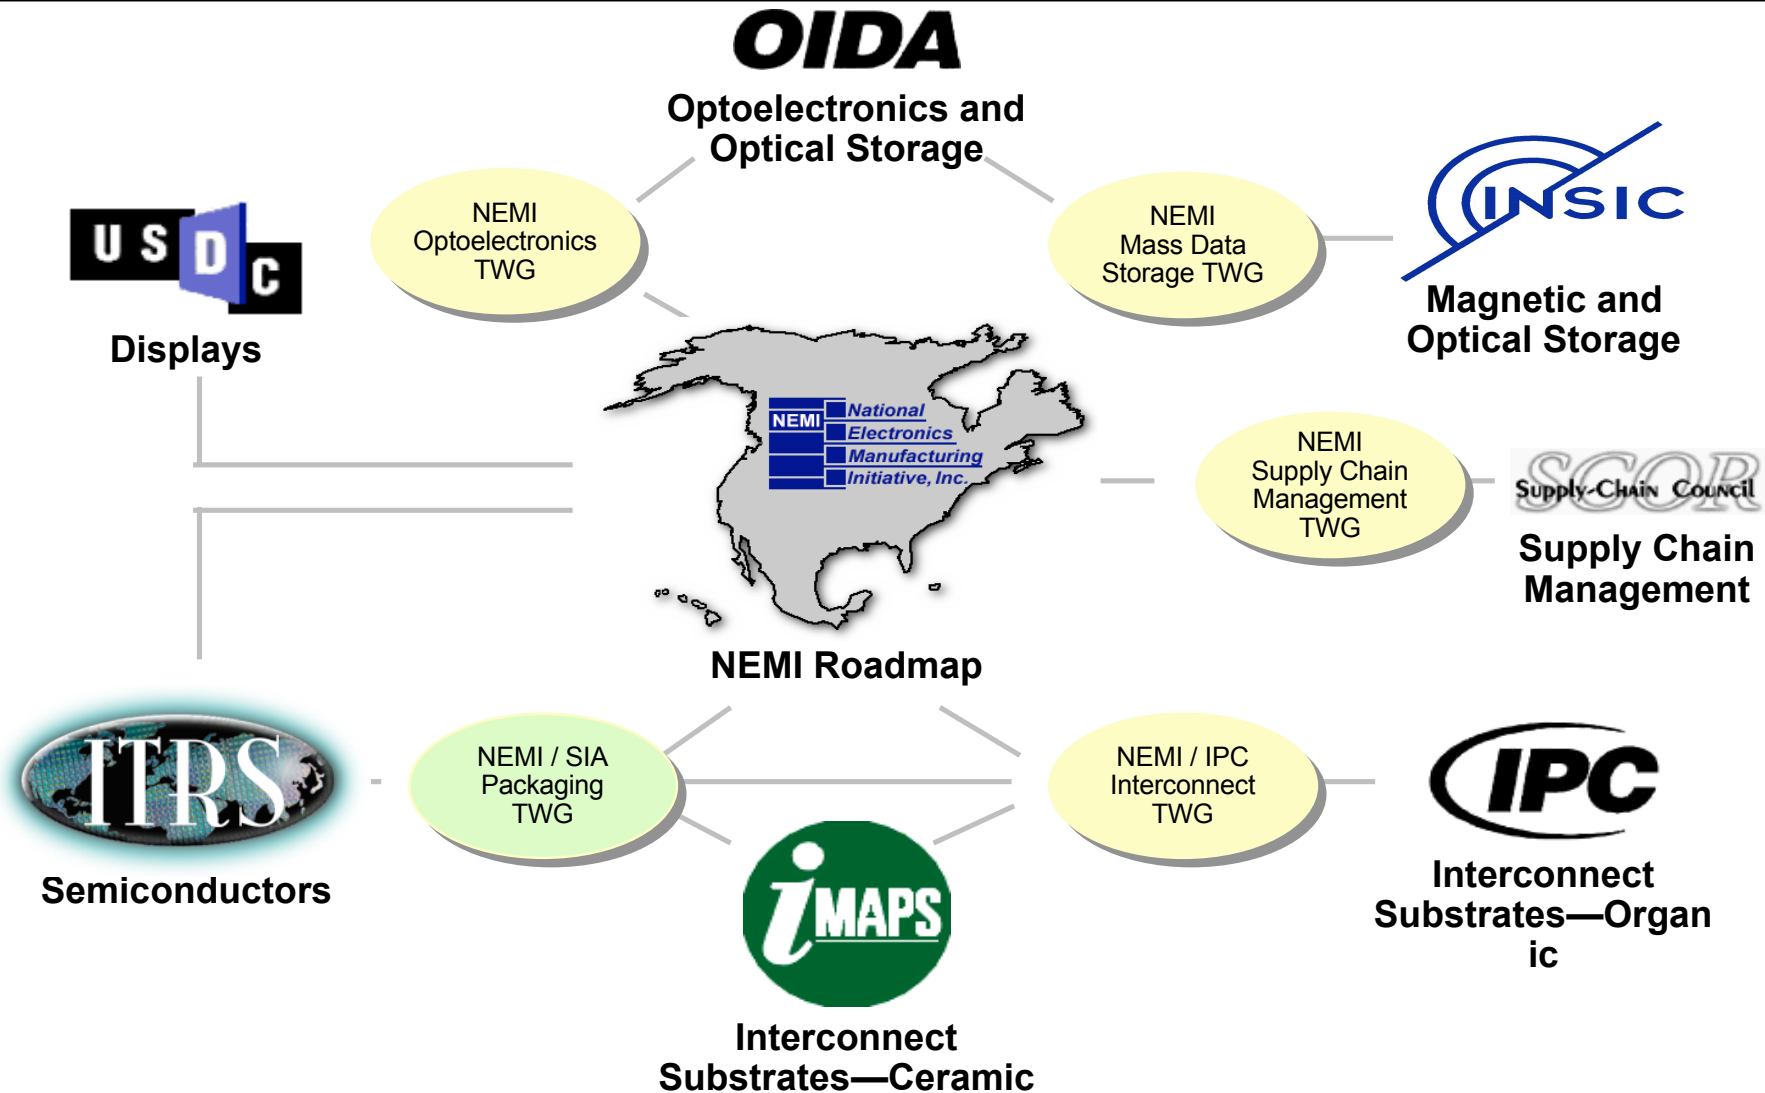 OIDA
Optoelectronics and
Optical Storage
NEMI
Optoelectronics
TWG
NEMI
Mass Data
Storage TWG
INSIC
Magnetic and
Optical Storage
USDC
Displays
NEMI
National
Electronics
Manufacturing
Initiative, Inc.
NEMI
Supply Chain
Management
TWG
SCOR
Supply-Chain Council
Supply Chain
Management
NEMI Roadmap
ITRS
Semiconductors
NEMI / SIA
Packaging
TWG
NEMI / IPC
Interconnect
TWG
IPC
Interconnect
Substrates—Organ
ic
iMAPS
Interconnect
Substrates—Ceramic